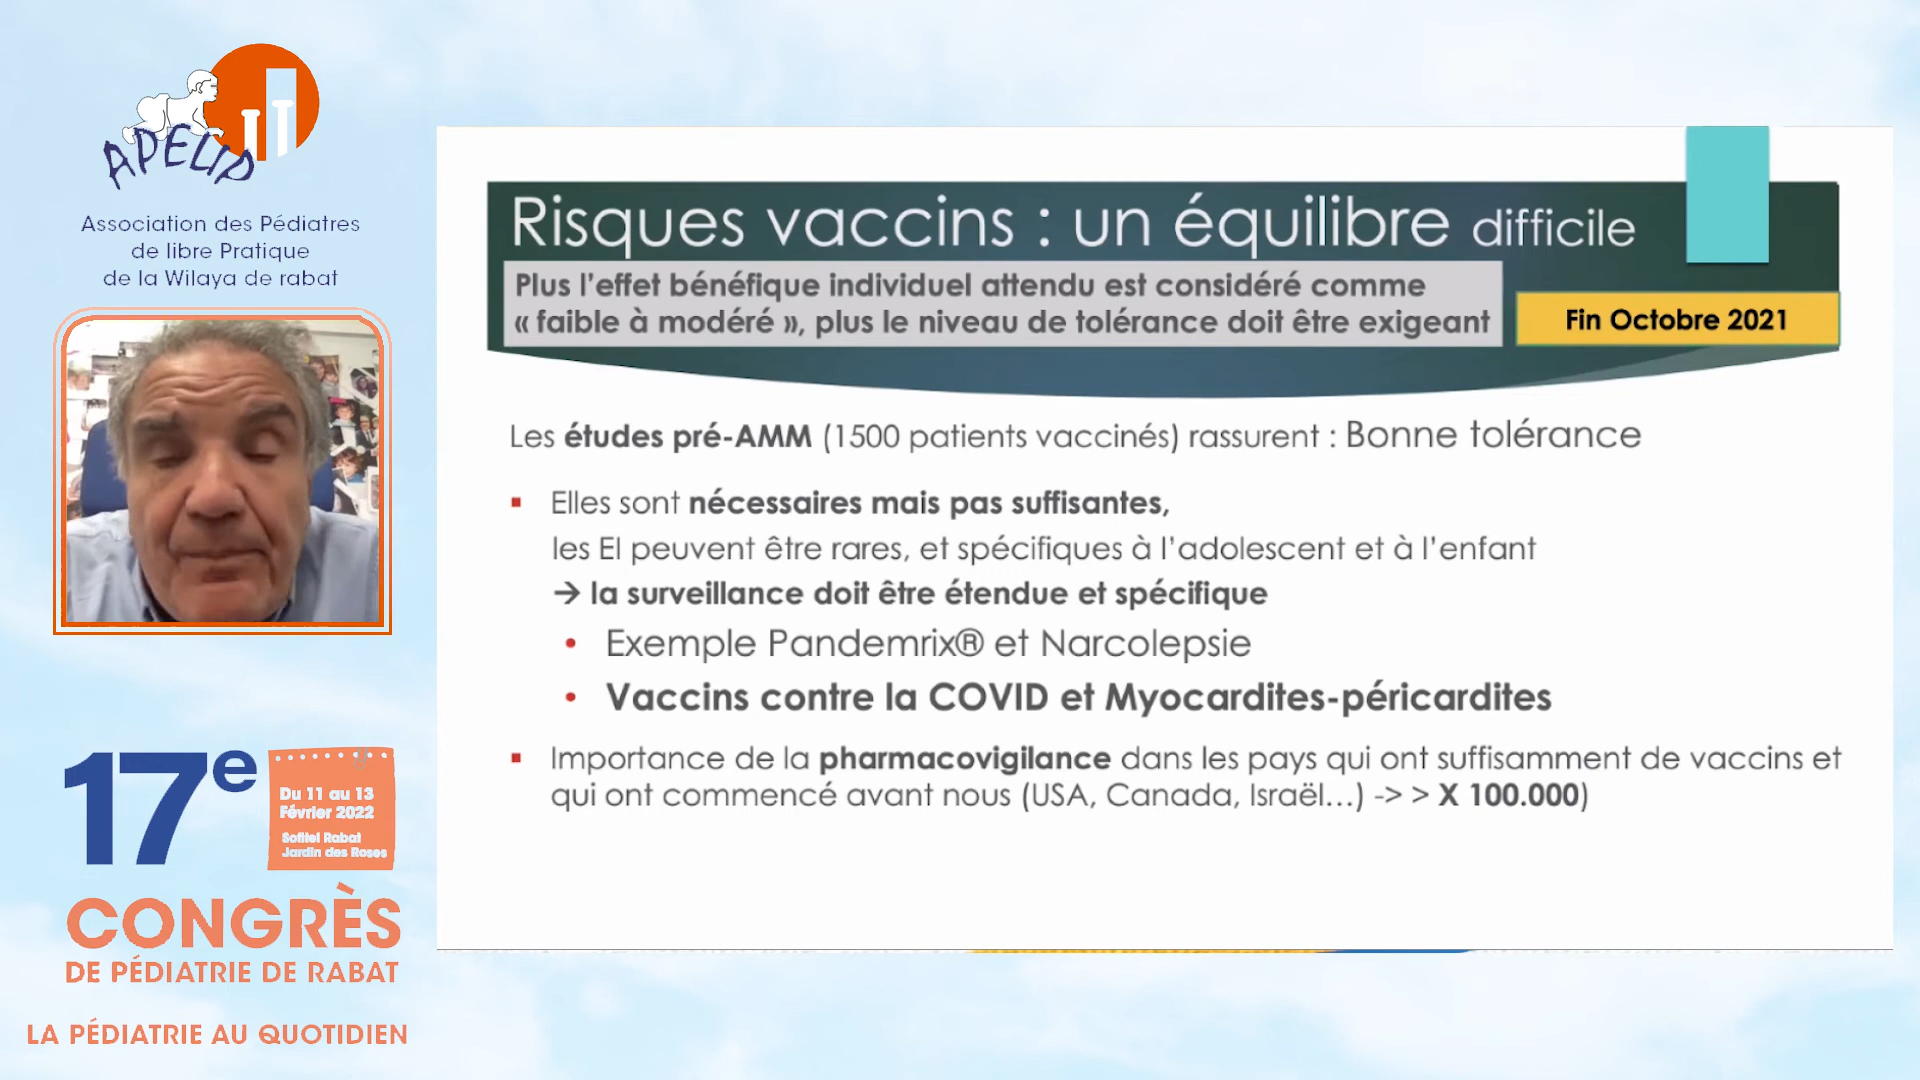 APELIP
Association des Pédiatres
de libre Pratique
de la Wilaya de rabat
17e
Du 11 au 13
Février 2022
Sofitel Rabat
Jardin des Roses
CONGRÈS
DE PÉDIATRIE DE RABAT
LA PÉDIATRIE AU QUOTIDIEN
Risques vaccins : un équilibre difficile
Plus l'effet bénéfique individuel attendu est considéré comme
« faible à modéré », plus le niveau de tolérance doit être exigeant
Fin Octobre 2021
Les études pré-AMM (1500 patients vaccinés) rassurent : Bonne tolérance
▪ Elles sont nécessaires mais pas suffisantes,
les EI peuvent être rares, et spécifiques à l'adolescent et à l'enfant
→ la surveillance doit être étendue et spécifique
• Exemple Pandemrix® et Narcolepsie
• Vaccins contre la COVID et Myocardites-péricardites
▪ Importance de la pharmacovigilance dans les pays qui ont suffisamment de vaccins et
qui ont commencé avant nous (USA, Canada, Israël...) -> > X 100.000)